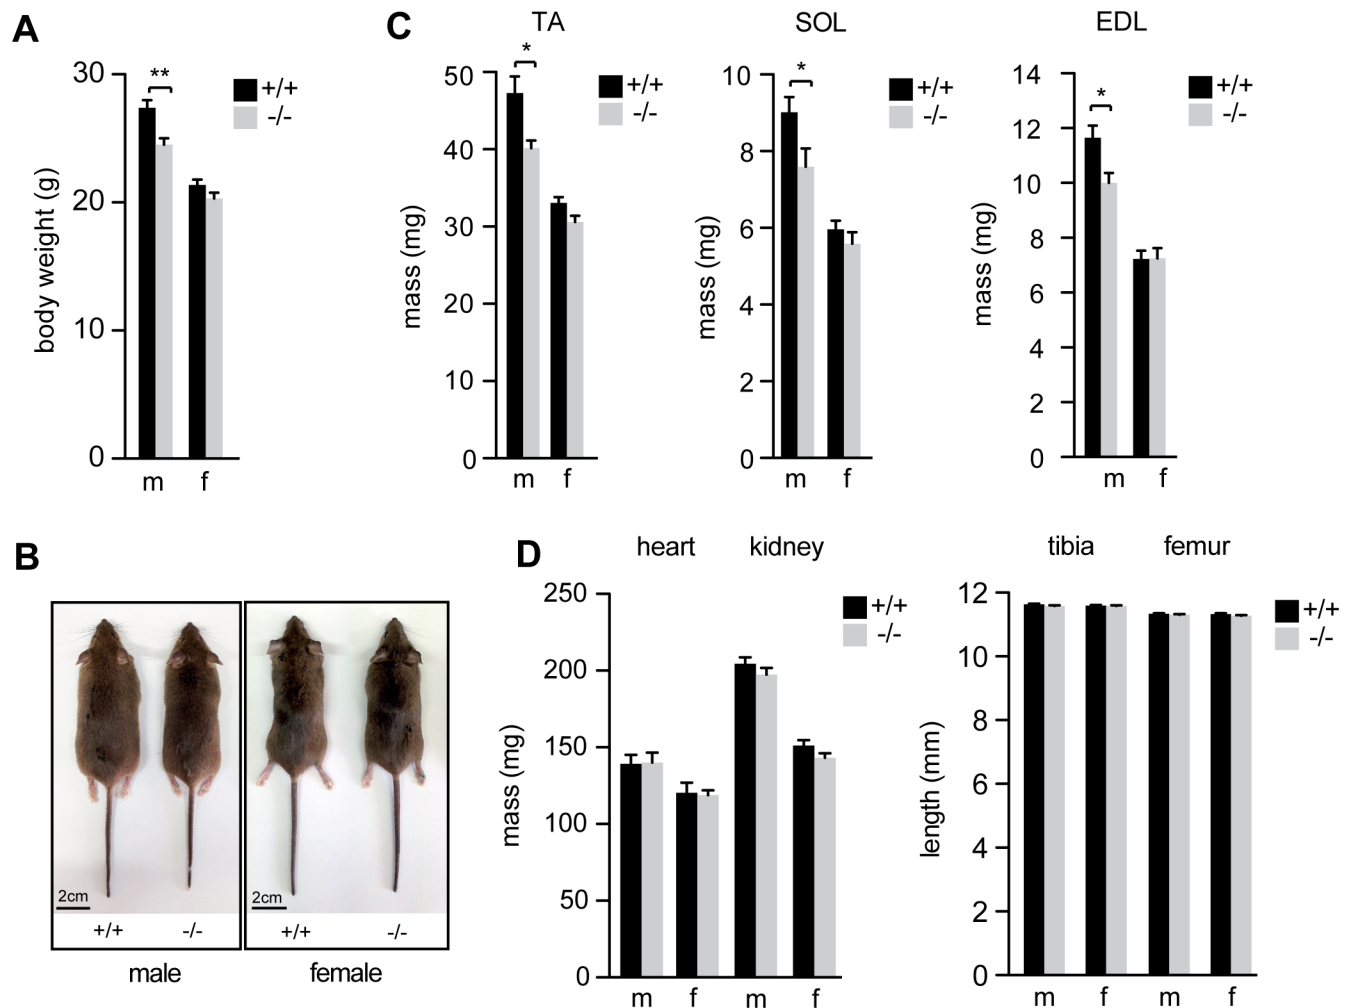 A
**
+/+
-/-
30
20
10
0
body weight (g)
m f
C
TA
*
+/+
-/-
50
40
30
20
10
0
mass (mg)
m f
SOL
*
+/+
-/-
10
8
6
4
2
0
mass (mg)
m f
EDL
*
+/+
-/-
14
12
10
8
6
4
2
0
mass (mg)
m f
B
2cm
+/+ -/-
male
2cm
+/+ -/-
female
D
heart kidney
+/+
-/-
250
200
150
100
50
0
mass (mg)
m f m f
tibia femur
+/+
-/-
12
10
8
6
4
2
0
length (mm)
m f m f